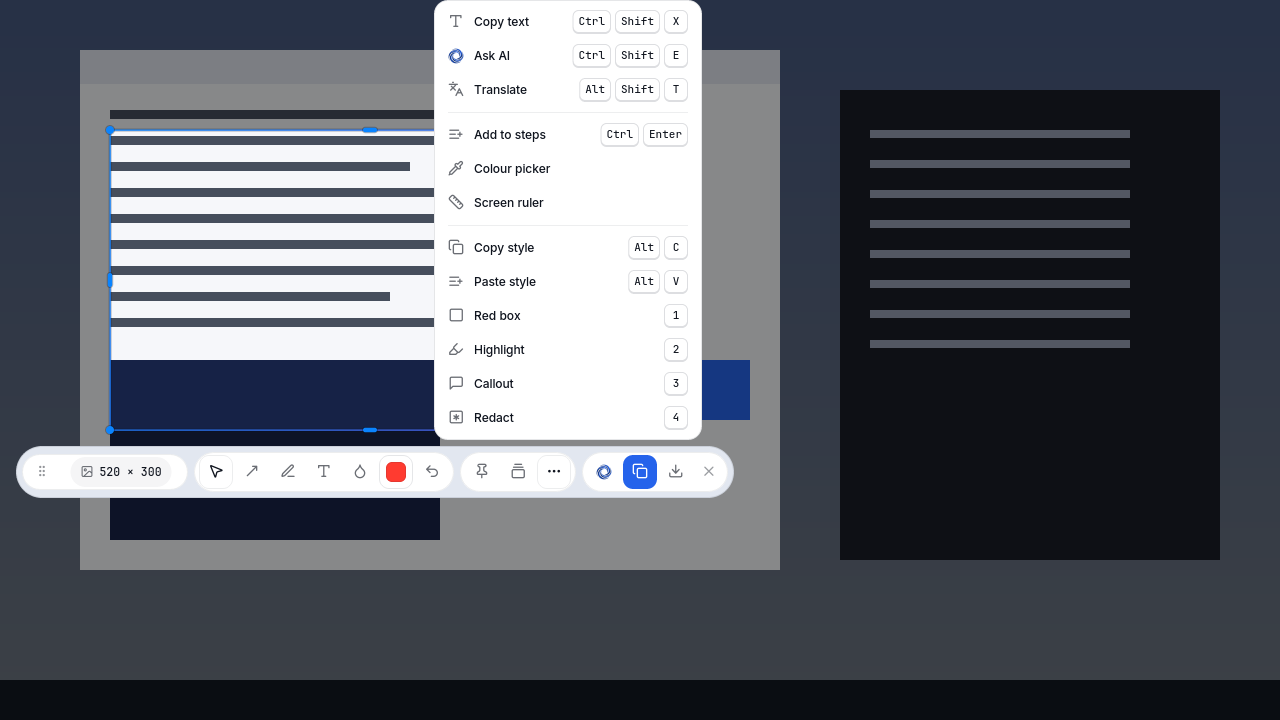 Copy text Ctrl Shift X
Ask AI Ctrl Shift E
Translate Alt Shift T
Add to steps Ctrl Enter
Colour picker
Screen ruler
Copy style Alt C
Paste style Alt V
Red box 1
Highlight 2
Callout 3
Redact 4
520 × 300